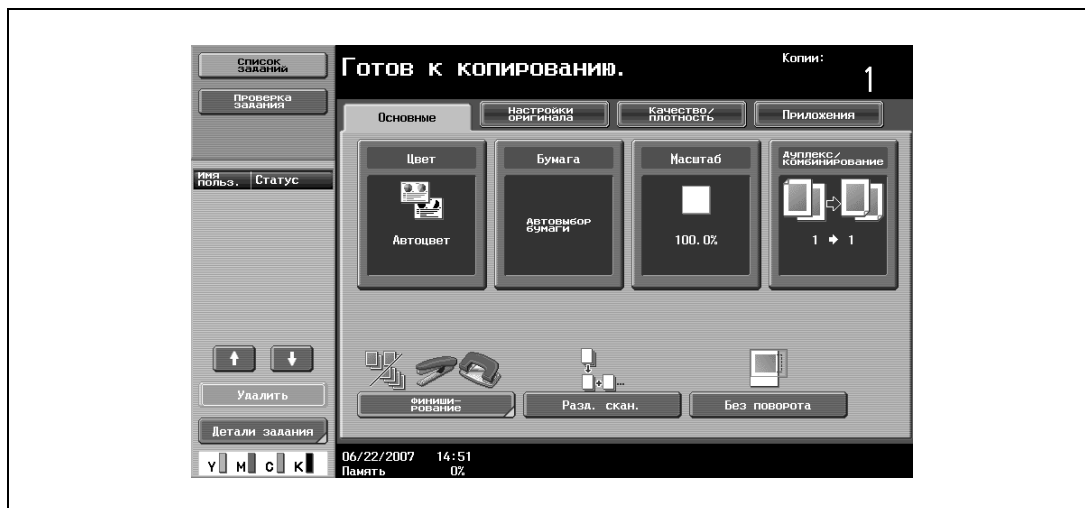 Список
заданий
Готов к копированию.
Копии:
1
Проверка
задания
Основные
Настройки
оригинала
Качество/
плотность
Приложения
Имя
польз.
Статус
Цвет
Автоцвет
Бумага
Автовыбор
бумаги
Масштаб
100.0%
Дуплекс/
комбинирование
1 → 1
Удалить
Детали задания
Финиши-
рование
Разд. скан.
Без поворота
Y M C K
06/22/2007 14:51
Память 0%